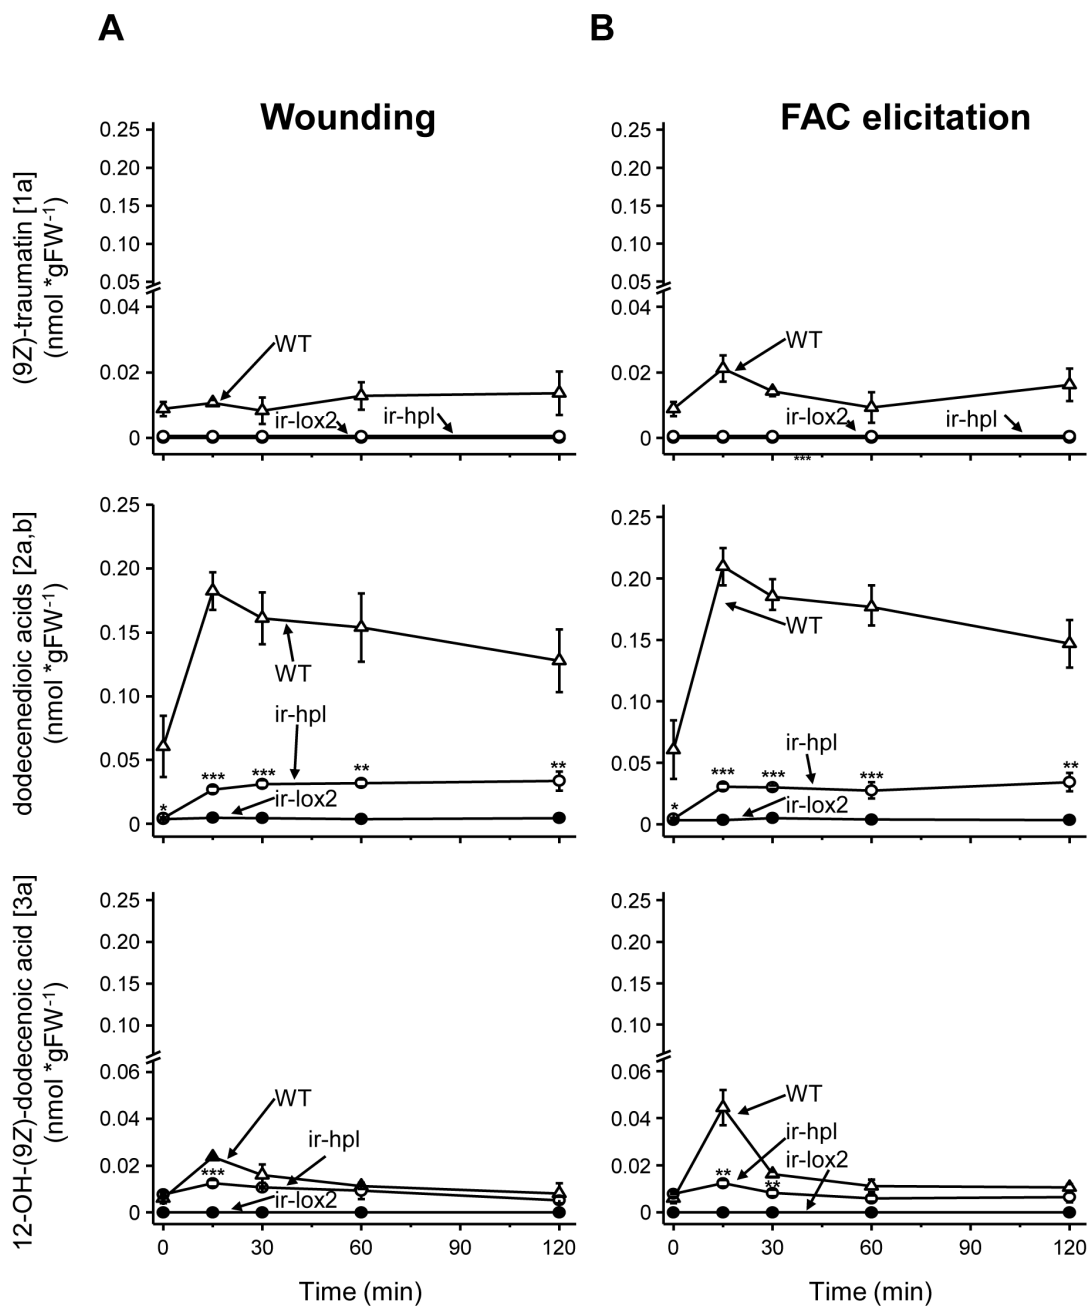 A
B
Wounding
FAC elicitation
(9Z)-traumatin [1a]
(nmol *gFW-1)
0.25
0.20
0.15
0.10
0.05
0.04
0.02
0
WT
ir-lox2
ir-hpl
0.25
0.20
0.15
0.10
0.05
0.04
0.02
0
WT
ir-lox2
ir-hpl
***
dodecenedioic acids [2a,b]
(nmol *gFW-1)
0.25
0.20
0.15
0.10
0.05
0
WT
ir-hpl
ir-lox2
*
***
***
**
**
0.25
0.20
0.15
0.10
0.05
0
WT
ir-hpl
ir-lox2
*
***
***
***
**
12-OH-(9Z)-dodecenoic acid [3a]
(nmol *gFW-1)
0.25
0.20
0.15
0.10
0.06
0.04
0.02
0
WT
ir-hpl
ir-lox2
***
0 30 60 90 120
Time (min)
0.25
0.20
0.15
0.10
0.06
0.04
0.02
0
WT
ir-hpl
ir-lox2
**
**
0 30 60 90 120
Time (min)